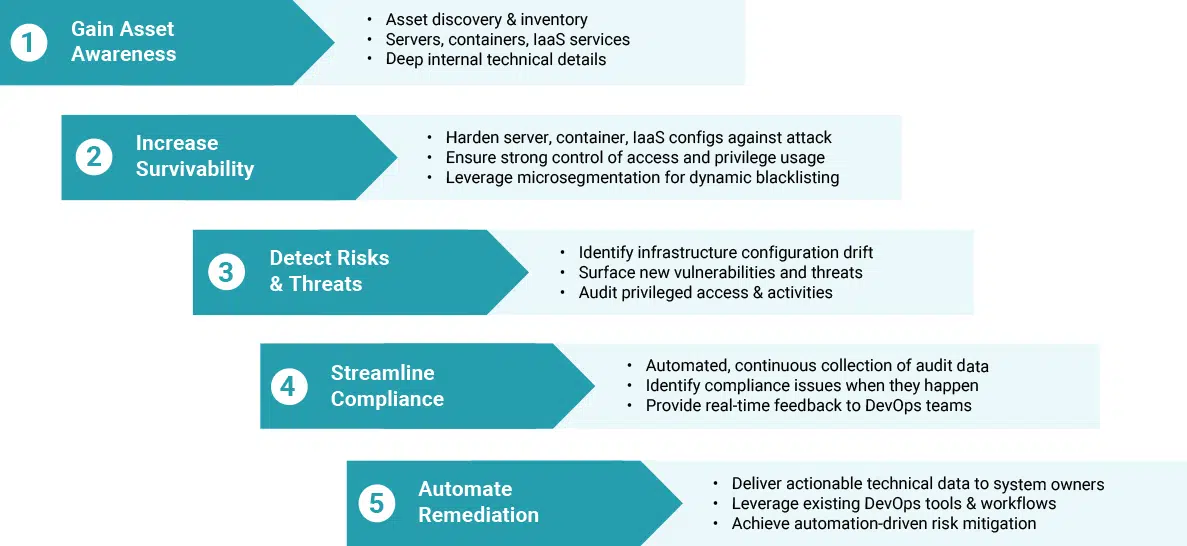 1
Gain Asset
Awareness
• Asset discovery & inventory
• Servers, containers, IaaS services
• Deep internal technical details
2
Increase
Survivability
• Harden server, container, IaaS configs against attack
• Ensure strong control of access and privilege usage
• Leverage microsegmentation for dynamic blacklisting
3
Detect Risks
& Threats
• Identify infrastructure configuration drift
• Surface new vulnerabilities and threats
• Audit privileged access & activities
4
Streamline
Compliance
• Automated, continuous collection of audit data
• Identify compliance issues when they happen
• Provide real-time feedback to DevOps teams
5
Automate
Remediation
• Deliver actionable technical data to system owners
• Leverage existing DevOps tools & workflows
• Achieve automation-driven risk mitigation